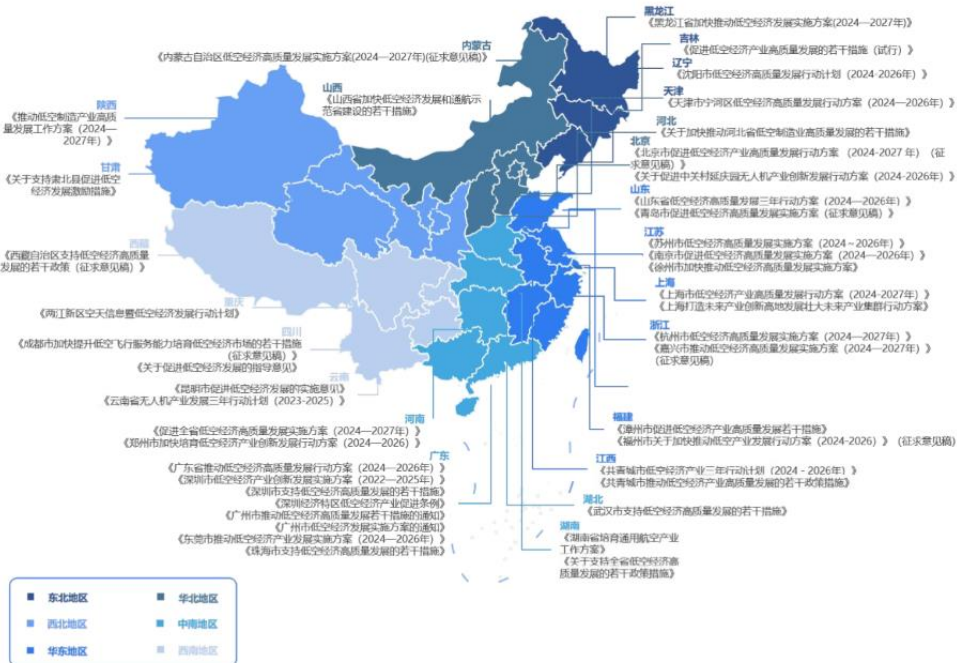 黑龙江
《黑龙江省加快推动低空经济发展实施方案(2024—2027年)》
吉林
《促进低空经济产业高质量的若干措施（试行）》
辽宁
《沈阳市低空经济高质量发展行动计划（2024-2026年）》
天津
《天津市宁河区低空经济高质量发展行动方案（2024—2026年）》
河北
《关于加快推动河北省低空制造业高质量发展的若干措施》
北京
《北京市促进低空经济产业高质量发展行动方案 （2024-2027 年）（征
求意见稿）》
《关于促进中关村延庆园无人机产业创新发展行动方案（2024-2026年）》
山东
《山东省低空经济高质量发展三年行动方案（2024—2026年）》
《青岛市促进低空经济高质量发展实施方案（征求意见稿）》
江苏
《苏州市低空经济高质量发展实施方案（2024～2026年）》
《南京市促进低空经济高质量发展实施方案（2024—2026年）》
《徐州市加快推动低空经济高质量发展实施方案》
上海
《上海市低空经济产业高质量发展行动方案（2024-2027年）》
《上海打造未来产业创新高地发展壮大未来产业集群行动方案》
浙江
《杭州市低空经济高质量发展实施方案（2024—2027年）》
《嘉兴市推动低空经济高质量发展实施方案（2024—2027年）》
（征求意见稿）
福建
《漳州市促进低空经济产业高质量发展若干措施》
《福州市关于加快推动低空产业发展行动方案（2024-2026）》（征求意见稿）
江西
《共青城市低空经济产业三年行动计划（2024－2026年）》
《共青城市推动低空经济产业高质量发展的若干政策措施》
湖北
《武汉市支持低空经济高质量发展的若干措施》
湖南
《湖南省培育通用航空产业
工作方案》
《关于支持全省低空经济高
质量发展的若干政策措施》
内蒙古
《内蒙古自治区低空经济高质量发展实施方案(2024—2027年)(征求意见稿)》
山西
《山西省加快低空经济发展和通航示
范省建设的若干措施》
陕西
《推动低空制造产业高质
量发展工作方案（2024—
2027年）》
甘肃
《关于支持肃北县促进低空
经济发展激励措施》
西藏
《西藏自治区支持低空经济高质量
发展的若干政策（征求意见稿）》
重庆
《两江新区空天信息暨低空经济发展行动计划》
四川
《成都市加快提升低空飞行服务能力培育低空经济市场的若干措施
（征求意见稿）》
《关于促进低空经济发展的指导意见》
云南
《昆明市促进低空经济发展的实施意见》
《云南省无人机产业发展三年行动计划（2023-2025）》
河南
《促进全省低空经济高质量发展实施方案（2024—2027年）》
《郑州市加快培育低空经济产业创新发展行动方案（2024—2026）》
广东
《广东省推动低空经济高质量发展行动方案（2024—2026年）》
《深圳市低空经济产业创新发展实施方案（2022—2025年）》
《深圳市支持低空经济高质量发展的若干措施》
《深圳经济特区低空经济产业促进条例》
《广州市推动低空经济高质量发展若干措施的通知》
《广州市低空经济发展实施方案的通知》
《东莞市推动低空经济产业发展实施方案（2024—2026年）》
《珠海市支持低空经济高质量发展的若干措施》
东北地区
华北地区
西北地区
中南地区
华东地区
西南地区